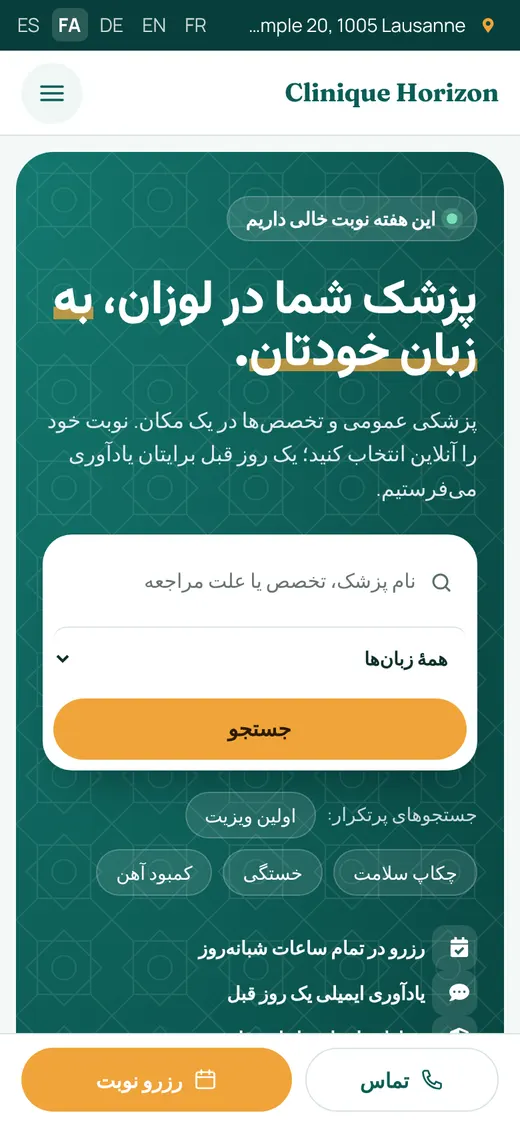 ES FA DE EN FR
...mple 20, 1005 Lausanne
Clinique Horizon
این هفته نوبت خالی داریم
پزشک شما در لوزان، به
زبان خودتان.
پزشکی عمومی و تخصص‌ها در یک مکان. نوبت خود
را آنلاین انتخاب کنید؛ یک روز قبل برایتان یادآوری
می‌فرستیم.
نام پزشک، تخصص یا علت مراجعه
همهٔ زبان‌ها
جستجو
جستجوهای پرتکرار:
اولین ویزیت
چکاپ سلامت
خستگی
کمبود آهن
رزرو در تمام ساعات شبانه‌روز
یادآوری ایمیلی یک روز قبل
تماس
رزرو نوبت